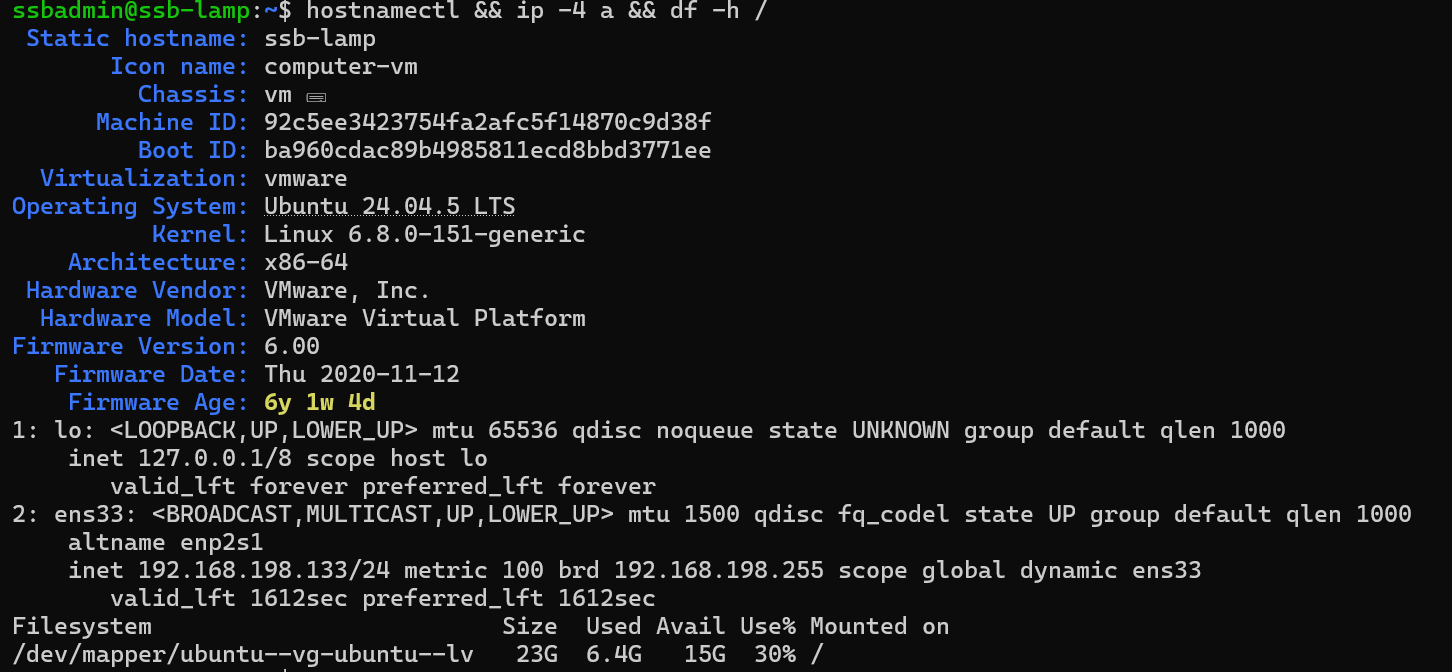 ssbadmin@ssb-lamp:~$ hostnamectl && ip -4 a && df -h /
Static hostname: ssb-lamp
Icon name: computer-vm
Chassis: vm 🖴
Machine ID: 92c5ee3423754fa2afc5f14870c9d38f
Boot ID: ba960cdac89b4985811ecd8bbd3771ee
Virtualization: vmware
Operating System: Ubuntu 24.04.5 LTS
Kernel: Linux 6.8.0-151-generic
Architecture: x86-64
Hardware Vendor: VMware, Inc.
Hardware Model: VMware Virtual Platform
Firmware Version: 6.00
Firmware Date: Thu 2020-11-12
Firmware Age: 6y 1w 4d
1: lo: <LOOPBACK,UP,LOWER_UP> mtu 65536 qdisc noqueue state UNKNOWN group default qlen 1000
inet 127.0.0.1/8 scope host lo
valid_lft forever preferred_lft forever
2: ens33: <BROADCAST,MULTICAST,UP,LOWER_UP> mtu 1500 qdisc fq_codel state UP group default qlen 1000
altname enp2s1
inet 192.168.198.133/24 metric 100 brd 192.168.198.255 scope global dynamic ens33
valid_lft 1612sec preferred_lft 1612sec
Filesystem Size Used Avail Use% Mounted on
/dev/mapper/ubuntu--vg-ubuntu--lv 23G 6.4G 15G 30% /